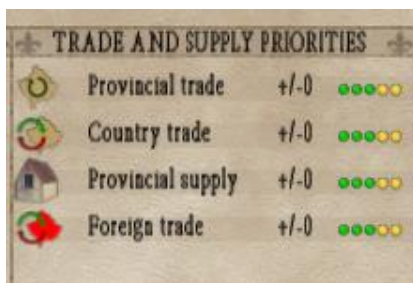 TRADE AND SUPPLY PRIORITIES
Provincial trade +/-0
Country trade +/-0
Provincial supply +/-0
Foreign trade +/-0